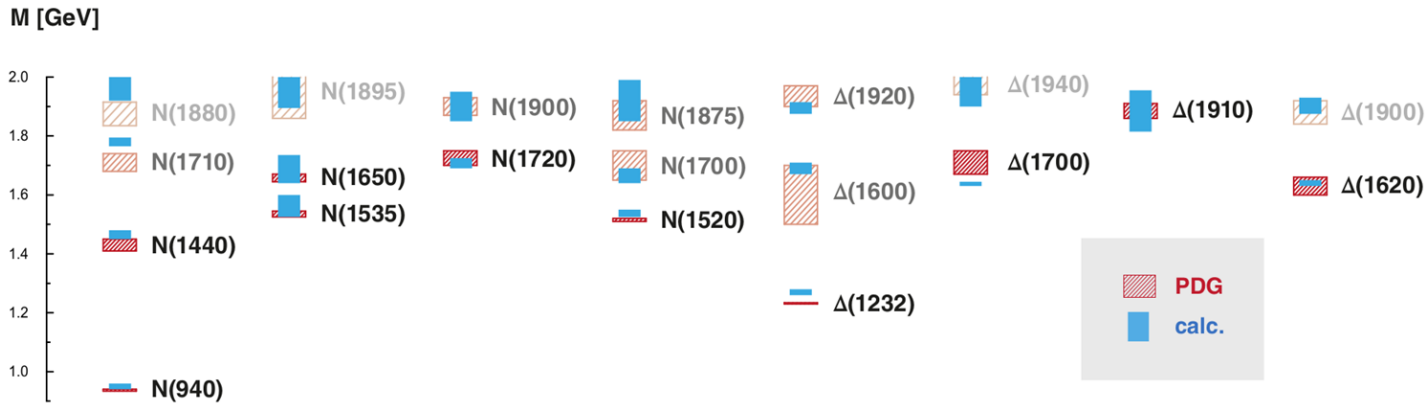 M [GeV]
2.0
1.8
1.6
1.4
1.2
1.0
N(1880)
N(1710)
N(1440)
N(940)
N(1895)
N(1650)
N(1535)
N(1900)
N(1720)
N(1875)
N(1700)
N(1520)
Δ(1920)
Δ(1600)
Δ(1232)
Δ(1940)
Δ(1700)
Δ(1910)
Δ(1900)
Δ(1620)
PDG
calc.